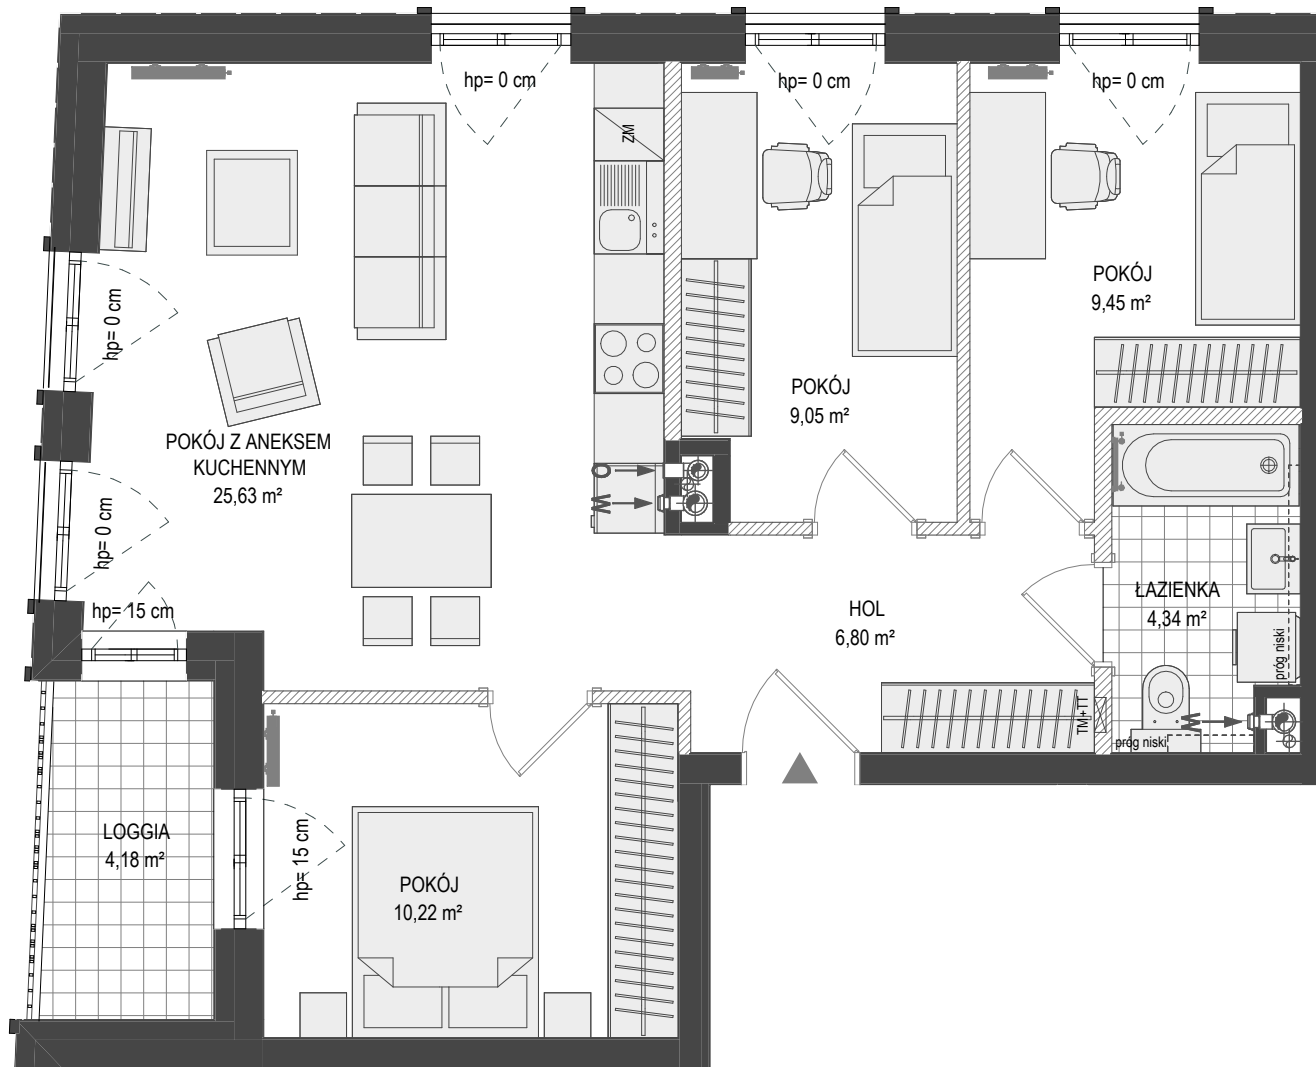 hp= 0 cm
hp= 0 cm
hp= 0 cm
ZM
POKÓJ
9,45 m²
hp= 0 cm
POKÓJ
9,05 m²
POKÓJ Z ANEKSEM
KUCHENNYM
25,63 m²
O
W
hp= 0 cm
hp= 15 cm
HOL
6,80 m²
ŁAZIENKA
4,34 m²
próg niski
TM+TT
W
próg niski
LOGGIA
4,18 m²
hp= 15 cm
POKÓJ
10,22 m²